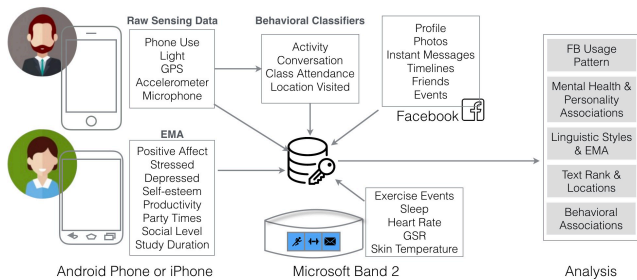 Raw Sensing Data
Phone Use
Light
GPS
Accelerometer
Microphone
Behavioral Classifiers
Activity
Conversation
Class Attendance
Location Visited
Profile
Photos
Instant Messages
Timelines
Friends
Events
Facebook
EMA
Positive Affect
Stressed
Depressed
Self-esteem
Productivity
Party Times
Social Level
Study Duration
Exercise Events
Sleep
Heart Rate
GSR
Skin Temperature
FB Usage
Pattern
Mental Health &
Personality
Associations
Linguistic Styles
& EMA
Text Rank &
Locations
Behavioral
Associations
Android Phone or iPhone
Microsoft Band 2
Analysis